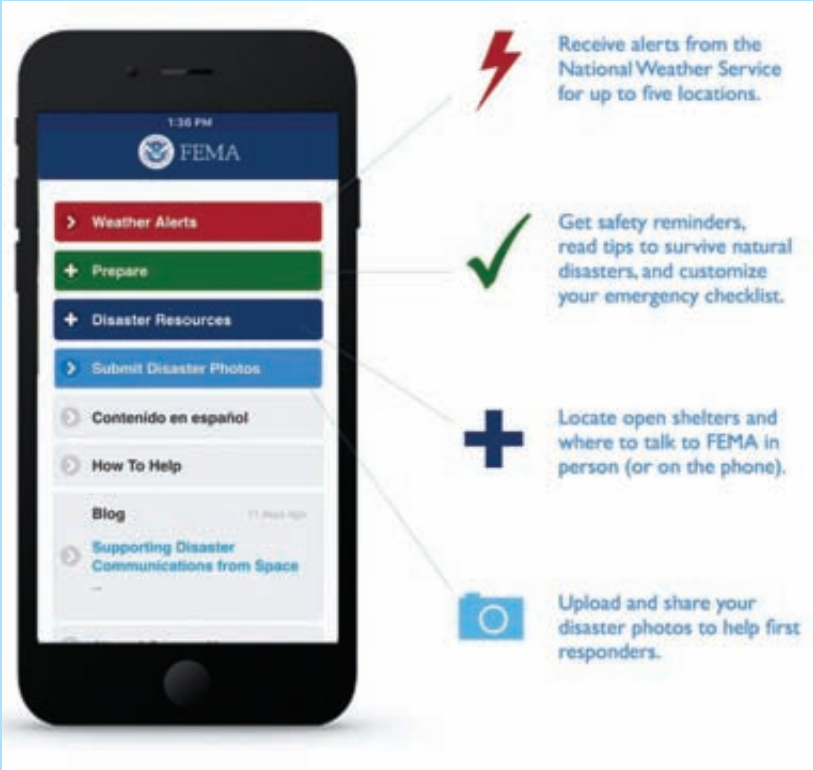 1:36 PM
FEMA
Weather Alerts
Prepare
Disaster Resources
Submit Disaster Photos
Contenido en español
How To Help
Blog
11 days ago
Supporting Disaster
Communications from Space
...
Receive alerts from the
National Weather Service
for up to five locations.
Get safety reminders,
read tips to survive natural
disasters, and customize
your emergency checklist.
Locate open shelters and
where to talk to FEMA in
person (or on the phone).
Upload and share your
disaster photos to help first
responders.